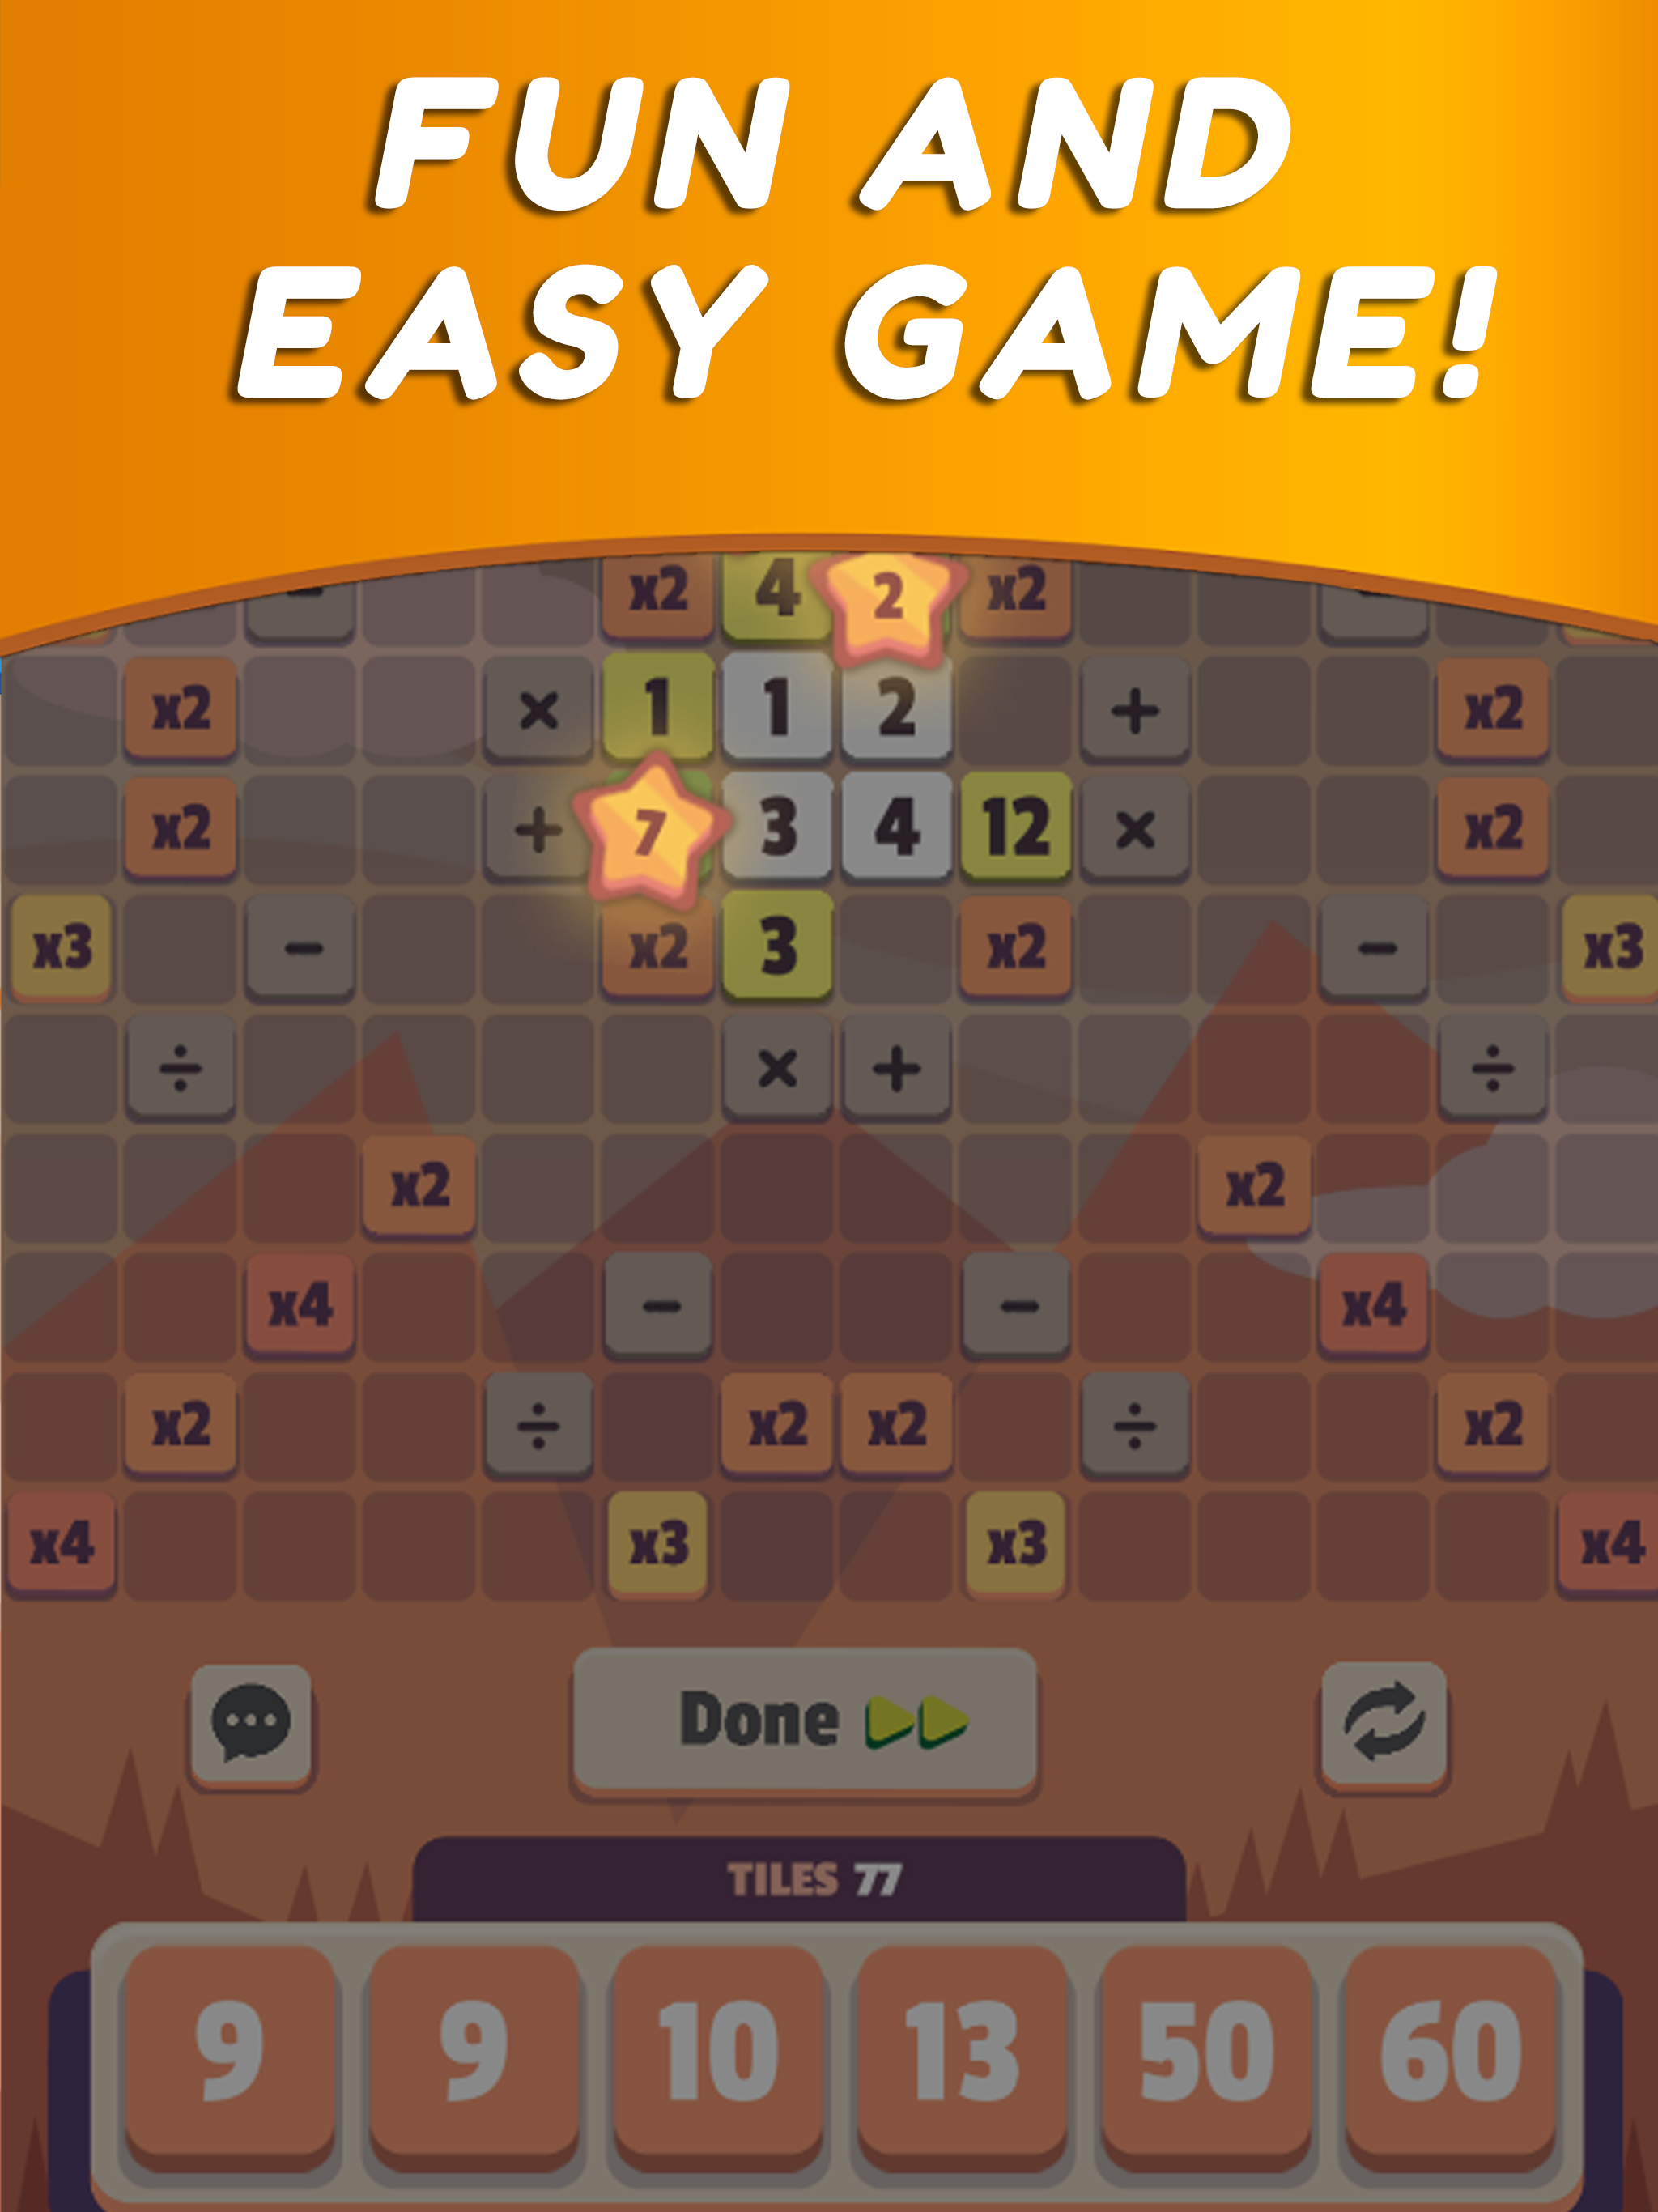 FUN AND
EASY GAME!
- x2 4 2 x2 -
x2 × 1 1 2 + x2
x2 + 7 3 4 12 × x2
x3 - x2 3 x2 - x3
÷ × + ÷
x2 x2
x4 - - x4
x2 ÷ x2 x2 ÷ x2
x4 x3 x3 x4
Done
TILES 77
9 9 10 13 50 60